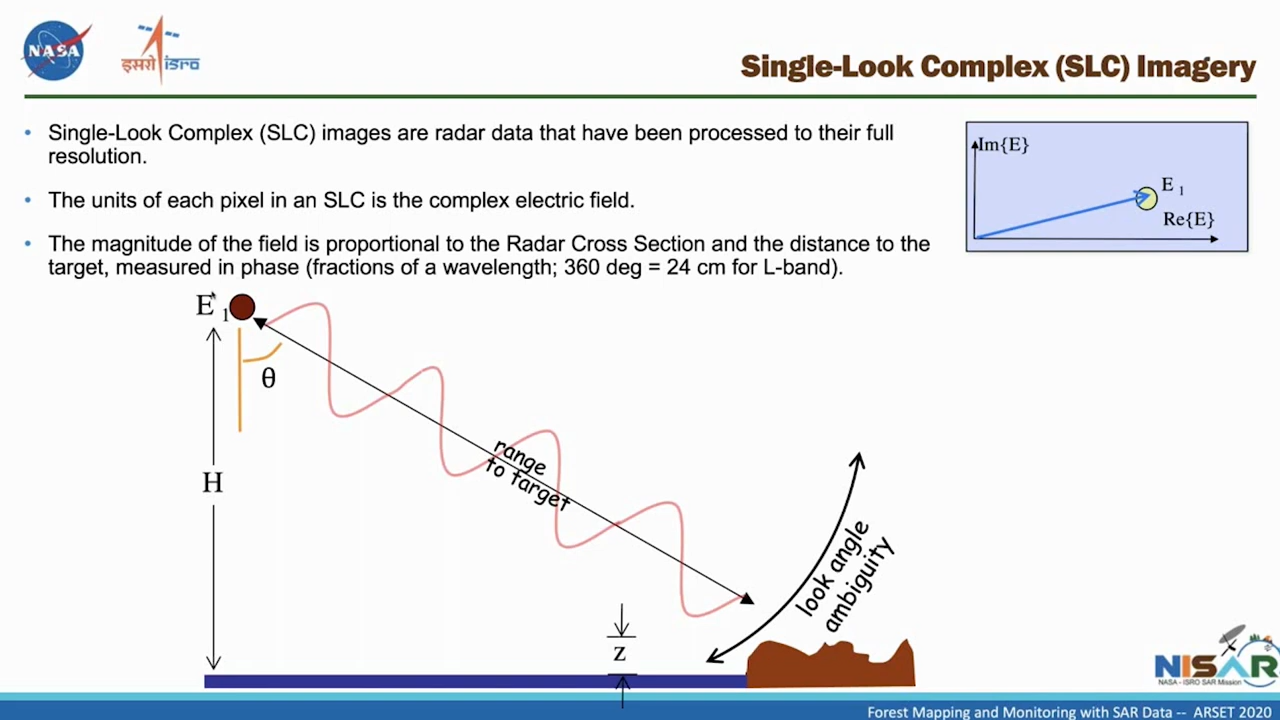 NASA
इसरो isro
Single-Look Complex (SLC) Imagery
• Single-Look Complex (SLC) images are radar data that have been processed to their full
resolution.
• The units of each pixel in an SLC is the complex electric field.
• The magnitude of the field is proportional to the Radar Cross Section and the distance to the
target, measured in phase (fractions of a wavelength; 360 deg = 24 cm for L-band).
Im{E}
E 1
Re{E}
E 1
θ
H
range
to target
look angle
ambiguity
z
NISAR
NASA - ISRO SAR Mission
Forest Mapping and Monitoring with SAR Data -- ARSET 2020